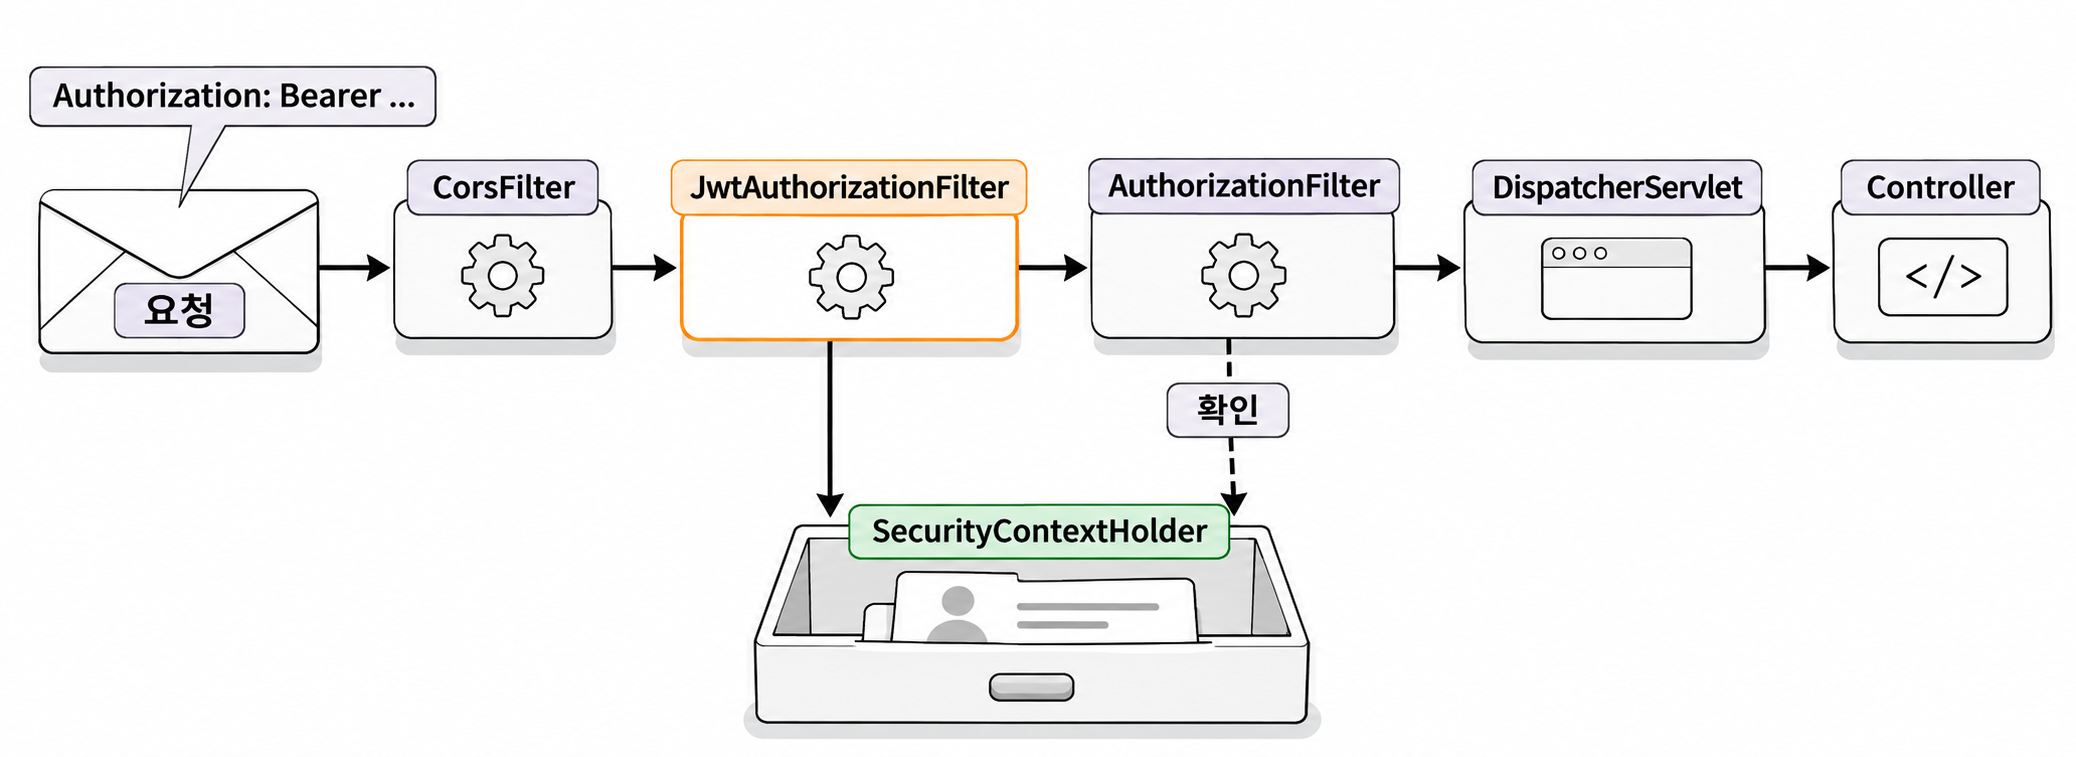 Authorization: Bearer ...
요청
CorsFilter
JwtAuthorizationFilter
AuthorizationFilter
DispatcherServlet
Controller
</>
확인
SecurityContextHolder